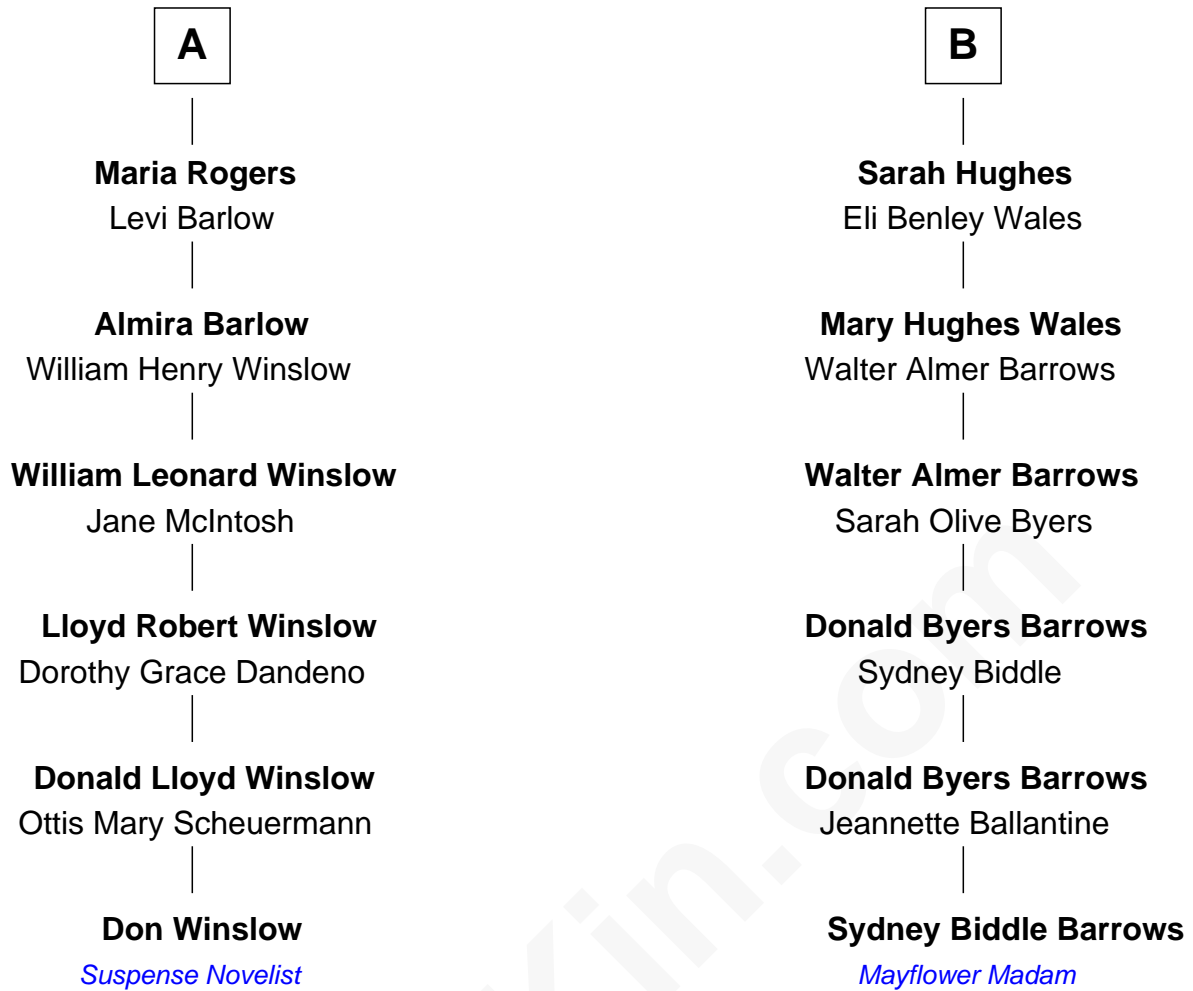 A
Maria Rogers
Levi Barlow
Almira Barlow
William Henry Winslow
William Leonard Winslow
Jane McIntosh
Lloyd Robert Winslow
Dorothy Grace Dandeno
Donald Lloyd Winslow
Ottis Mary Scheuermann
Don Winslow
Suspense Novelist
B
Sarah Hughes
Eli Benley Wales
Mary Hughes Wales
Walter Almer Barrows
Walter Almer Barrows
Sarah Olive Byers
Donald Byers Barrows
Sydney Biddle
Donald Byers Barrows
Jeannette Ballantine
Sydney Biddle Barrows
Mayflower Madam
Kin.com